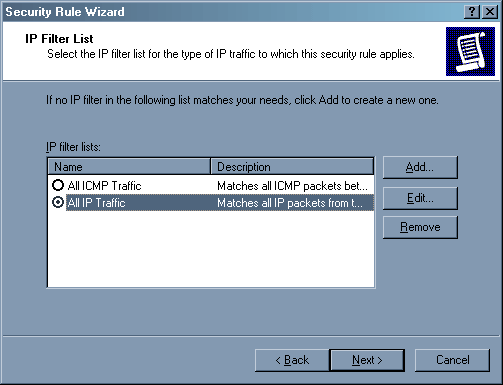 Security Rule Wizard
IP Filter List
Select the IP filter list for the type of IP traffic to which this security rule applies.
If no IP filter in the following list matches your needs, click Add to create a new one.
IP filter lists:
Name Description
All ICMP Traffic Matches all ICMP packets bet...
All IP Traffic Matches all IP packets from t...
Add...
Edit...
Remove
< Back Next > Cancel